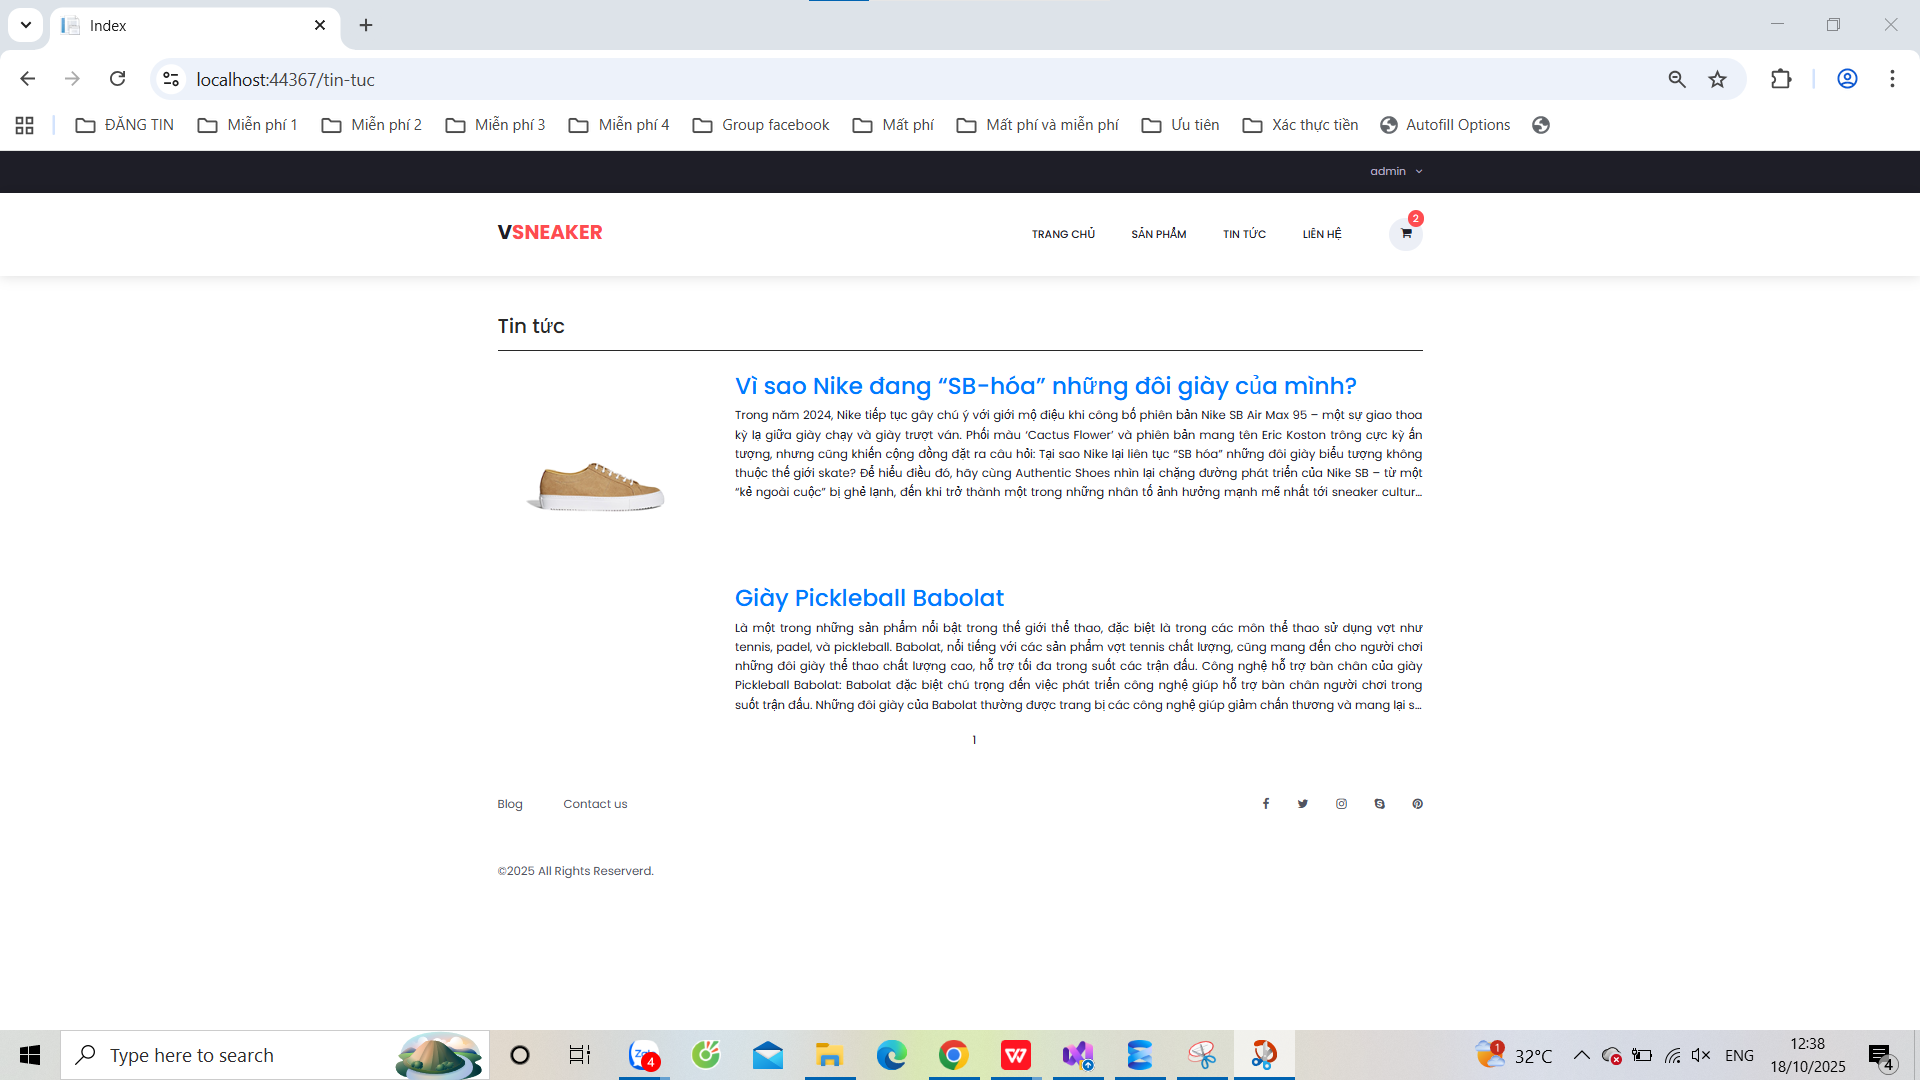 Index
localhost:44367/tin-tuc
ĐĂNG TIN
Miễn phí 1
Miễn phí 2
Miễn phí 3
Miễn phí 4
Group facebook
Mất phí
Mất phí và miễn phí
Ưu tiên
Xác thực tiền
Autofill Options
admin
VSNEAKER
TRANG CHỦ
SẢN PHẨM
TIN TỨC
LIÊN HỆ
2
Tin tức
Vì sao Nike đang “SB-hóa” những đôi giày của mình?
Trong năm 2024, Nike tiếp tục gây chú ý với giới mộ điệu khi công bố phiên bản Nike SB Air Max 95 – một sự giao thoa
kỳ lạ giữa giày chạy và giày trượt ván. Phối màu ‘Cactus Flower’ và phiên bản mang tên Eric Koston trông cực kỳ ấn
tượng, nhưng cũng khiến cộng đồng đặt ra câu hỏi: Tại sao Nike lại liên tục “SB hóa” những đôi giày biểu tượng không
thuộc thế giới skate? Để hiểu điều đó, hãy cùng Authentic Shoes nhìn lại chặng đường phát triển của Nike SB – từ một
“kẻ ngoài cuộc” bị ghẻ lạnh, đến khi trở thành một trong những nhân tố ảnh hưởng mạnh mẽ nhất tới sneaker cultur...
Giày Pickleball Babolat
Là một trong những sản phẩm nổi bật trong thế giới thể thao, đặc biệt là trong các môn thể thao sử dụng vợt như
tennis, padel, và pickleball. Babolat, nổi tiếng với các sản phẩm vợt tennis chất lượng, cũng mang đến cho người chơi
những đôi giày thể thao chất lượng cao, hỗ trợ tối đa trong suốt các trận đấu. Công nghệ hỗ trợ bàn chân của giày
Pickleball Babolat: Babolat đặc biệt chú trọng đến việc phát triển công nghệ giúp hỗ trợ bàn chân người chơi trong
suốt trận đấu. Những đôi giày của Babolat thường được trang bị các công nghệ giúp giảm chấn thương và mang lại s...
1
Blog
Contact us
©2025 All Rights Reserverd.
Type here to search
4
1
32°C
ENG
12:38
18/10/2025
4